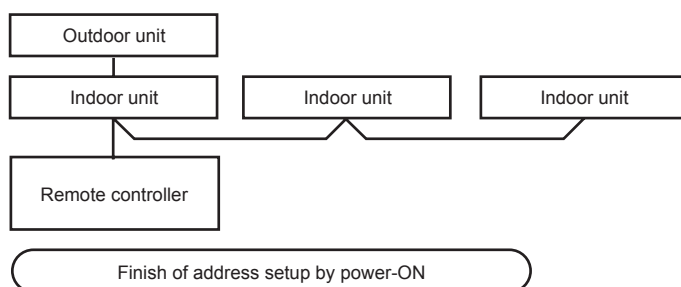 Outdoor unit
Indoor unit
Indoor unit
Indoor unit
Remote controller
Finish of address setup by power-ON